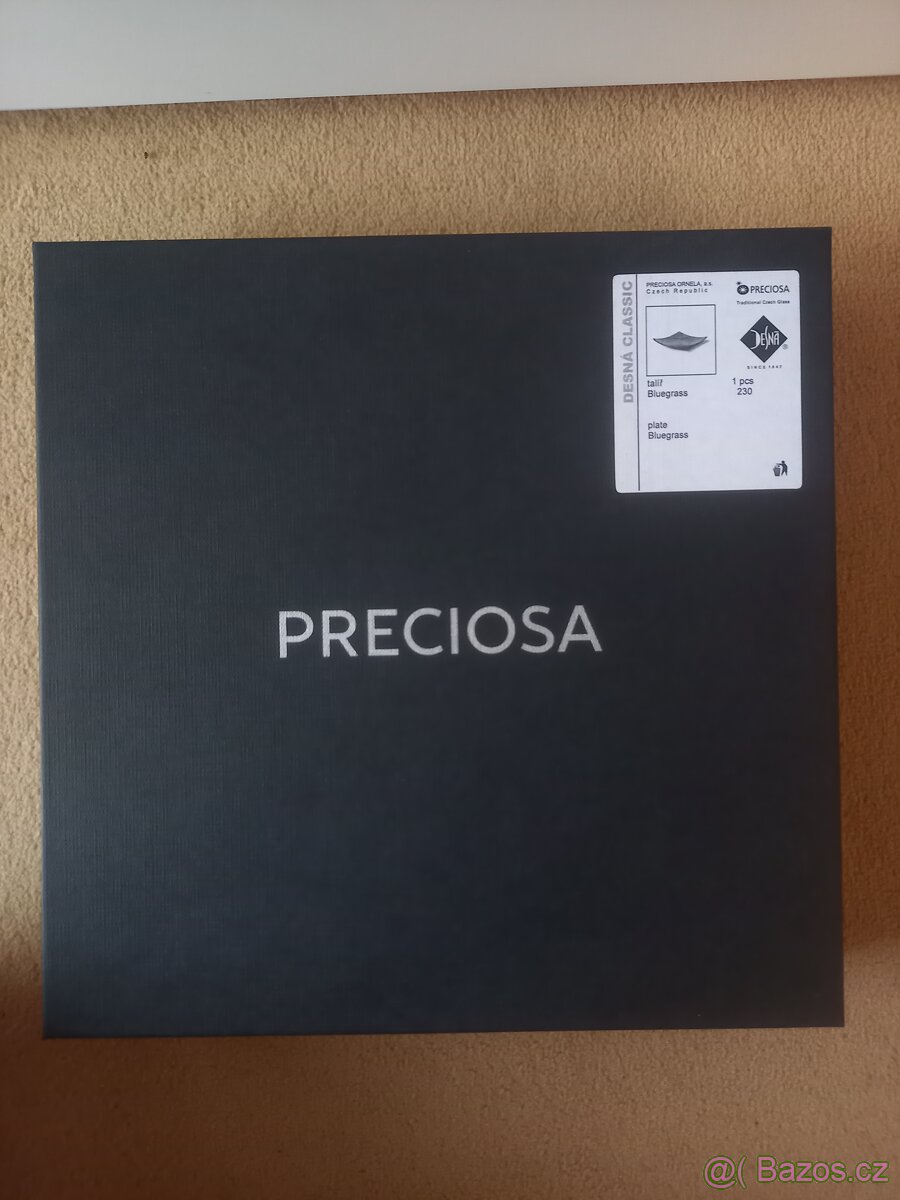 DESNÁ CLASSIC
PRECIOSA ORNELA, a.s.
Czech Republic
PRECIOSA
Traditional Czech Glass
DESNÁ®
SINCE 1847
talíř 1 pcs
Bluegrass 230
plate
Bluegrass
PRECIOSA
@( Bazos.cz